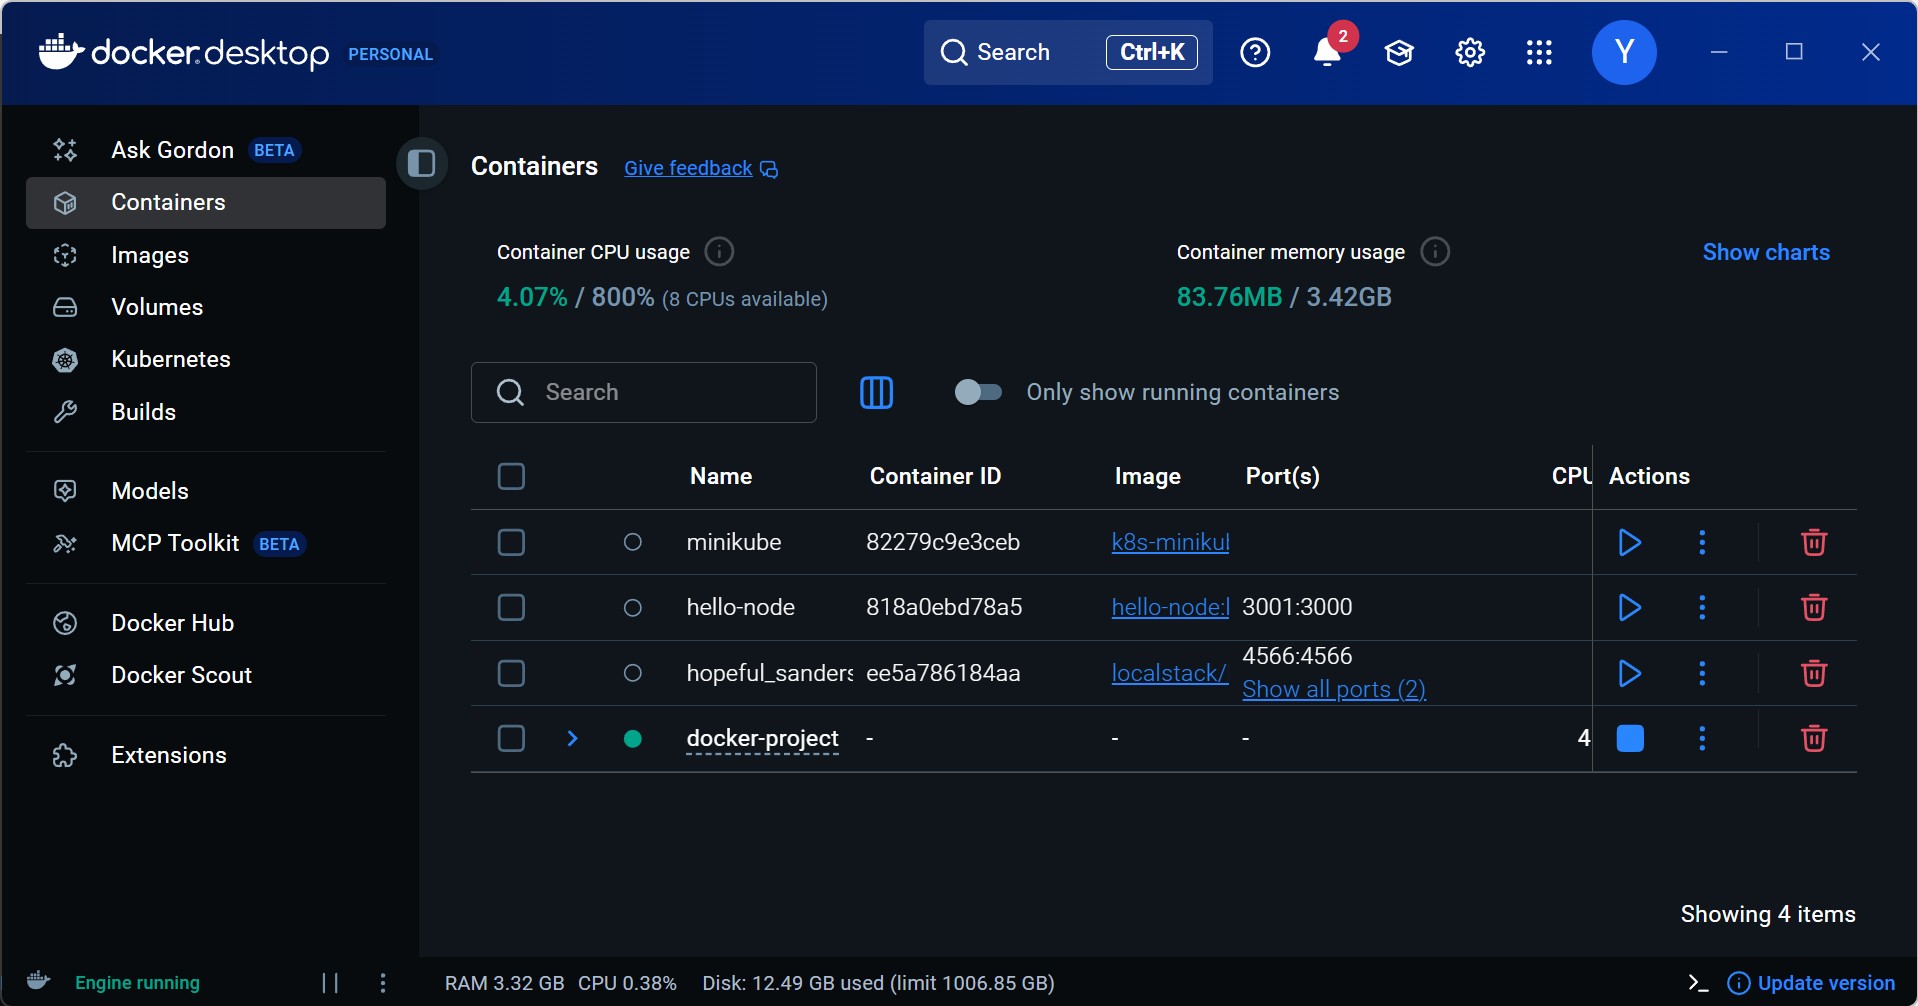 docker.desktop PERSONAL
Search Ctrl+K
2
Y
Ask Gordon BETA
Containers
Images
Volumes
Kubernetes
Builds
Models
MCP Toolkit BETA
Docker Hub
Docker Scout
Extensions
Containers Give feedback
Container CPU usage
4.07% / 800% (8 CPUs available)
Container memory usage
83.76MB / 3.42GB
Show charts
Search
Only show running containers
Name Container ID Image Port(s) CPU Actions
minikube 82279c9e3ceb k8s-minikul
hello-node 818a0ebd78a5 hello-node:l 3001:3000
hopeful_sanders ee5a786184aa localstack/ 4566:4566
Show all ports (2)
docker-project - - - 4
Showing 4 items
Engine running
RAM 3.32 GB CPU 0.38% Disk: 12.49 GB used (limit 1006.85 GB)
Update version